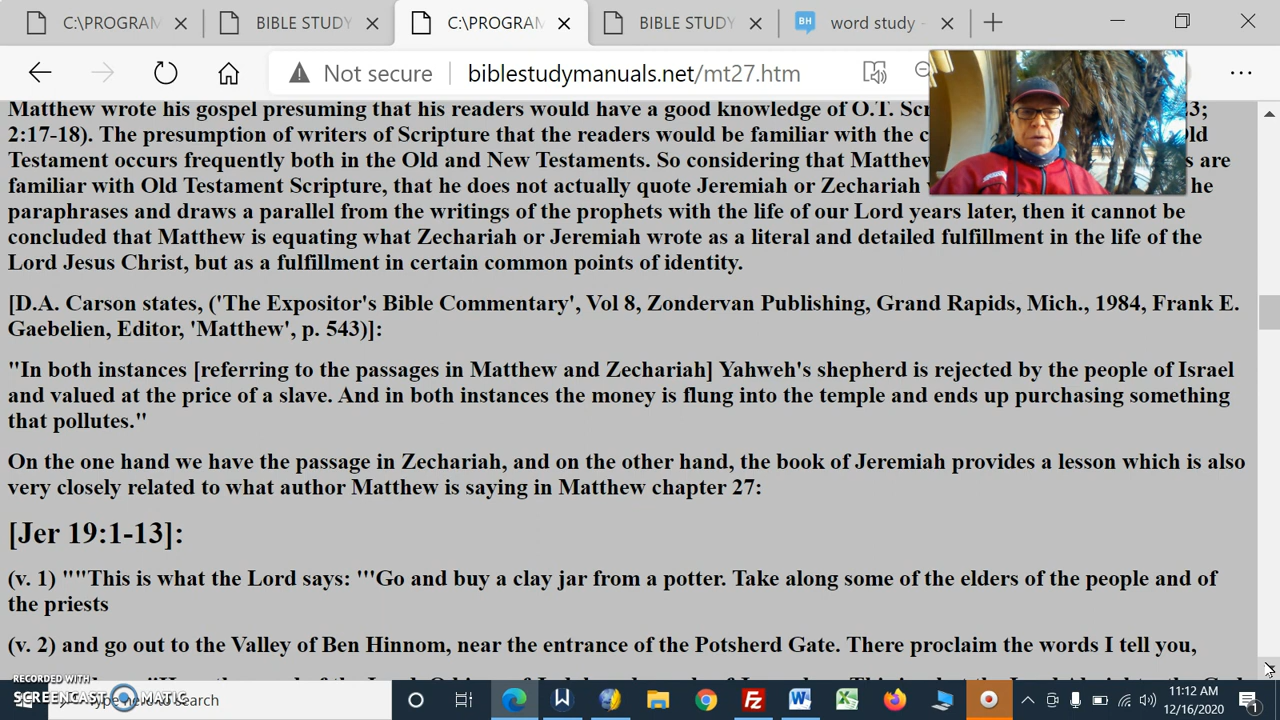 C:\PROGRAM
BIBLE STUDY
C:\PROGRAM
BIBLE STUDY
BH
word study -
Not secure
biblestudymanuals.net/mt27.htm
Matthew wrote his gospel presuming that his readers would have a good knowledge of O.T. Scr 3;
2:17-18). The presumption of writers of Scripture that the readers would be familiar with the c Old
Testament occurs frequently both in the Old and New Testaments. So considering that Matthew s are
familiar with Old Testament Scripture, that he does not actually quote Jeremiah or Zechariah he
paraphrases and draws a parallel from the writings of the prophets with the life of our Lord years later, then it cannot be
concluded that Matthew is equating what Zechariah or Jeremiah wrote as a literal and detailed fulfillment in the life of the
Lord Jesus Christ, but as a fulfillment in certain common points of identity.
[D.A. Carson states, ('The Expositor's Bible Commentary', Vol 8, Zondervan Publishing, Grand Rapids, Mich., 1984, Frank E.
Gaebelien, Editor, 'Matthew', p. 543)]:
"In both instances [referring to the passages in Matthew and Zechariah] Yahweh's shepherd is rejected by the people of Israel
and valued at the price of a slave. And in both instances the money is flung into the temple and ends up purchasing something
that pollutes."
On the one hand we have the passage in Zechariah, and on the other hand, the book of Jeremiah provides a lesson which is also
very closely related to what author Matthew is saying in Matthew chapter 27:
[Jer 19:1-13]:
(v. 1) ""This is what the Lord says: '"Go and buy a clay jar from a potter. Take along some of the elders of the people and of
the priests
(v. 2) and go out to the Valley of Ben Hinnom, near the entrance of the Potsherd Gate. There proclaim the words I tell you,
RECORDED WITH
SCREENCAST MATIC
Type here to search
11:12 AM
12/16/2020
1